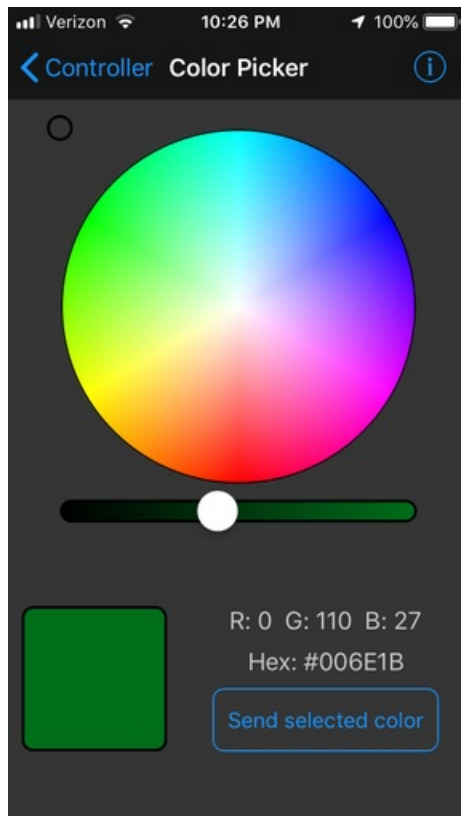 Verizon 10:26 PM 100%
Controller Color Picker
R: 0 G: 110 B: 27
Hex: #006E1B
Send selected color